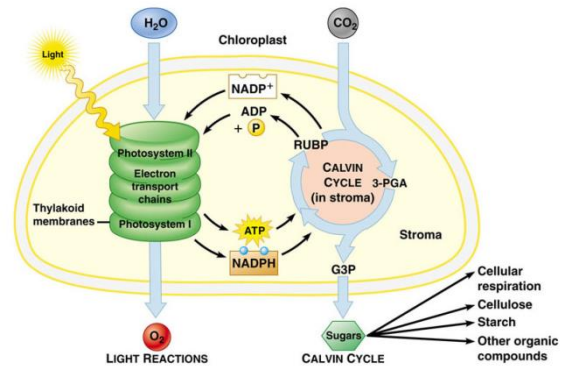 H₂O
CO₂
Light
Chloroplast
NADP⁺
ADP
+ P
RUBP
Photosystem II
Electron
transport
chains
Photosystem I
Thylakoid
membranes
CALVIN
CYCLE
(in stroma)
3-PGA
ATP
NADPH
Stroma
G3P
O₂
LIGHT REACTIONS
Sugars
CALVIN CYCLE
Cellular
respiration
Cellulose
Starch
Other organic
compounds